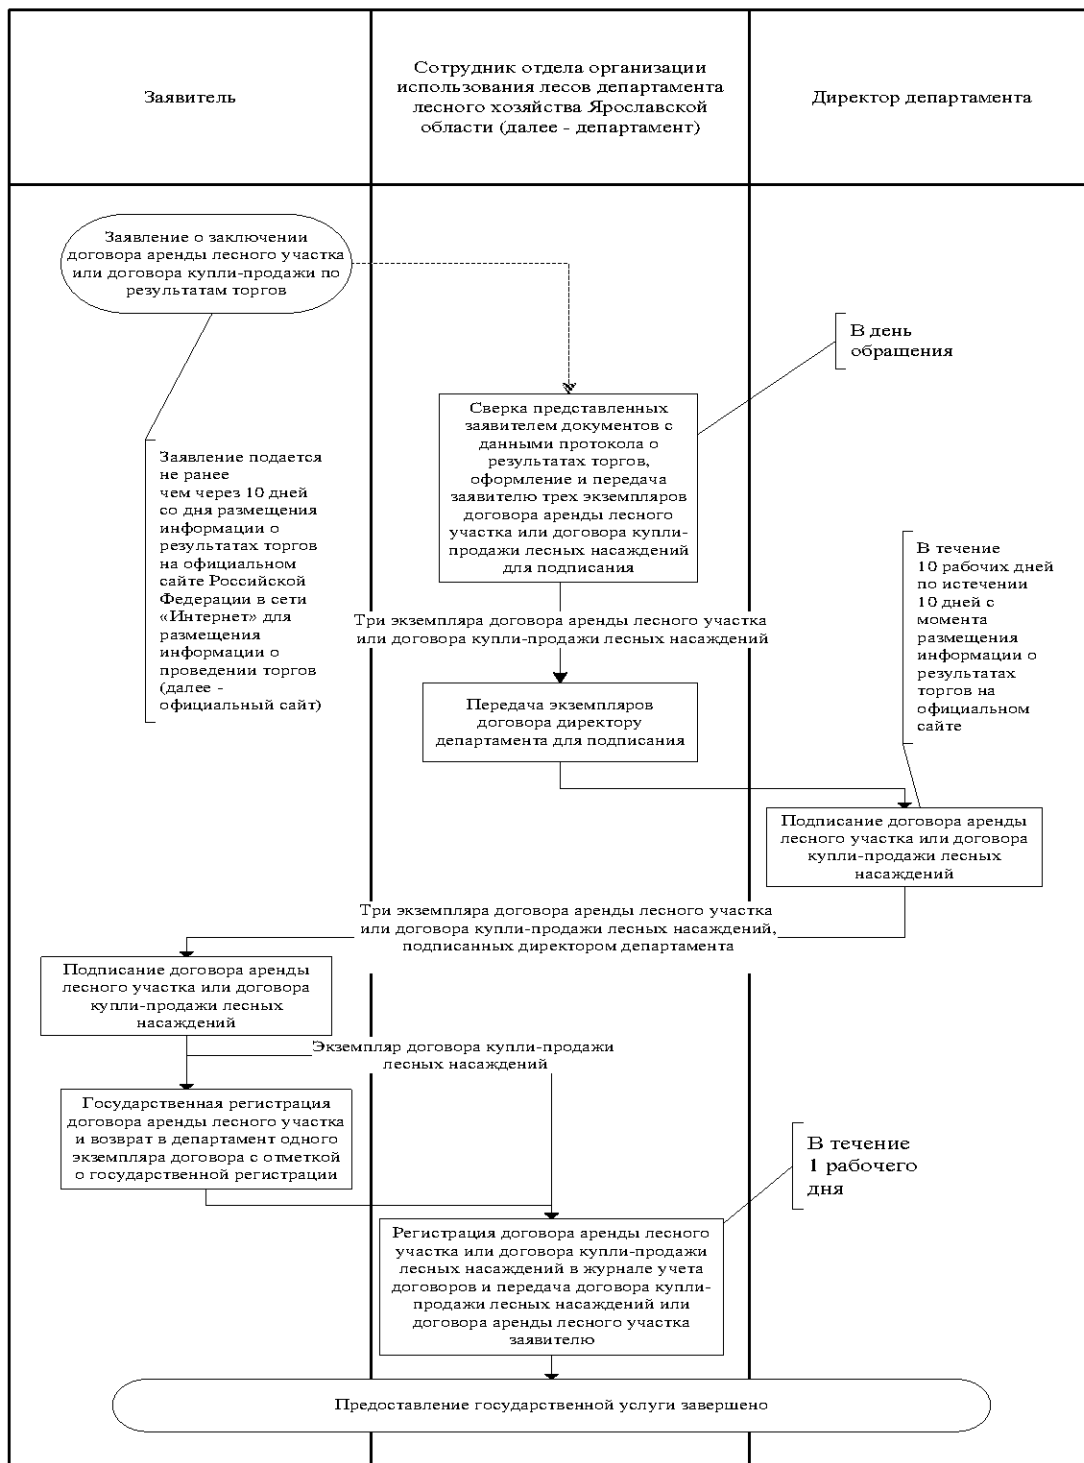 Заявитель
Сотрудник отдела организации
использования лесов департамента
лесного хозяйства Ярославской
области (далее - департамент)
Директор департамента
Заявление о заключении
договора аренды лесного участка
или договора купли-продажи по
результатам торгов
В день
обращения
Сверка представленных
заявителем документов с
данными протокола о
результатах торгов,
оформление и передача
заявителю трех экземпляров
договора аренды лесного
участка или договора купли-
продажи лесных насаждений
для подписания
Заявление подается
не ранее
чем через 10 дней
со дня размещения
информации о
результатах торгов
на официальном
сайте Российской
Федерации в сети
«Интернет» для
размещения
информации о
проведении торгов
(далее -
официальный сайт)
В течение
10 рабочих дней
по истечении
10 дней с
момента
размещения
информации о
результатах
торгов на
официальном
сайте
Три экземпляра договора аренды лесного участка
или договора купли-продажи лесных насаждений
Передача экземпляров
договора директору
департамента для подписания
Подписание договора аренды
лесного участка или договора
купли-продажи лесных
насаждений
Три экземпляра договора аренды лесного участка
или договора купли-продажи лесных насаждений,
подписанных директором департамента
Подписание договора аренды
лесного участка или договора
купли-продажи лесных
насаждений
Экземпляр договора купли-продажи
лесных насаждений
Государственная регистрация
договора аренды лесного участка
и возврат в департамент одного
экземпляра договора с отметкой
о государственной регистрации
В течение
1 рабочего
дня
Регистрация договора аренды лесного
участка или договора купли-продажи
лесных насаждений в журнале учета
договоров и передача договора купли-
продажи лесных насаждений или
договора аренды лесного участка
заявителю
Предоставление государственной услуги завершено